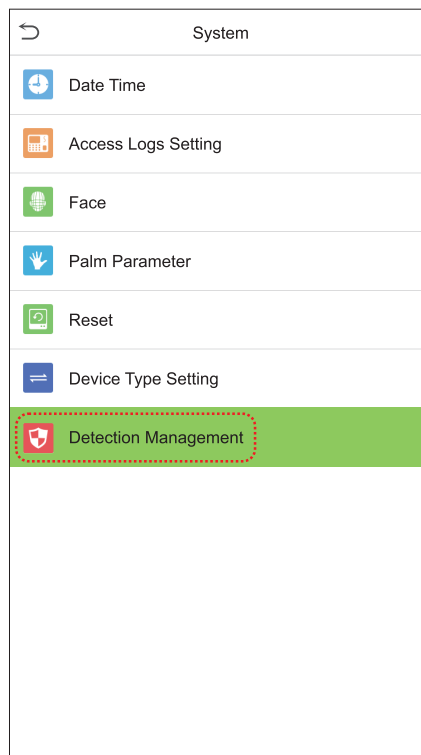 System
Date Time
Access Logs Setting
Face
Palm Parameter
Reset
Device Type Setting
Detection Management